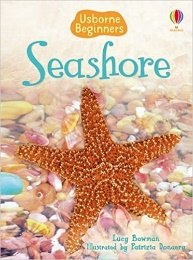 Usborne
Beginners
Seashore
Lucy Bowman
Illustrated by Patrizia Donaera